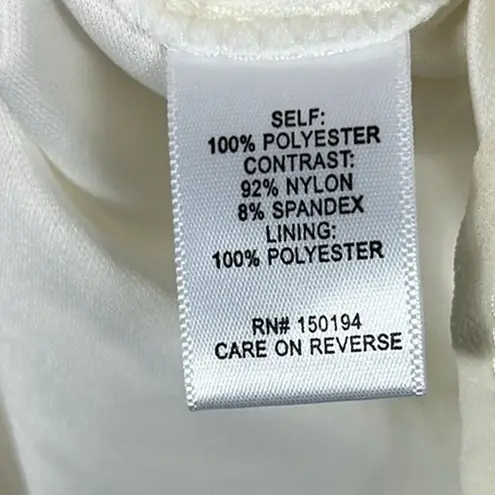 SELF:
100% POLYESTER
CONTRAST:
92% NYLON
8% SPANDEX
LINING:
100% POLYESTER
RN# 150194
CARE ON REVERSE